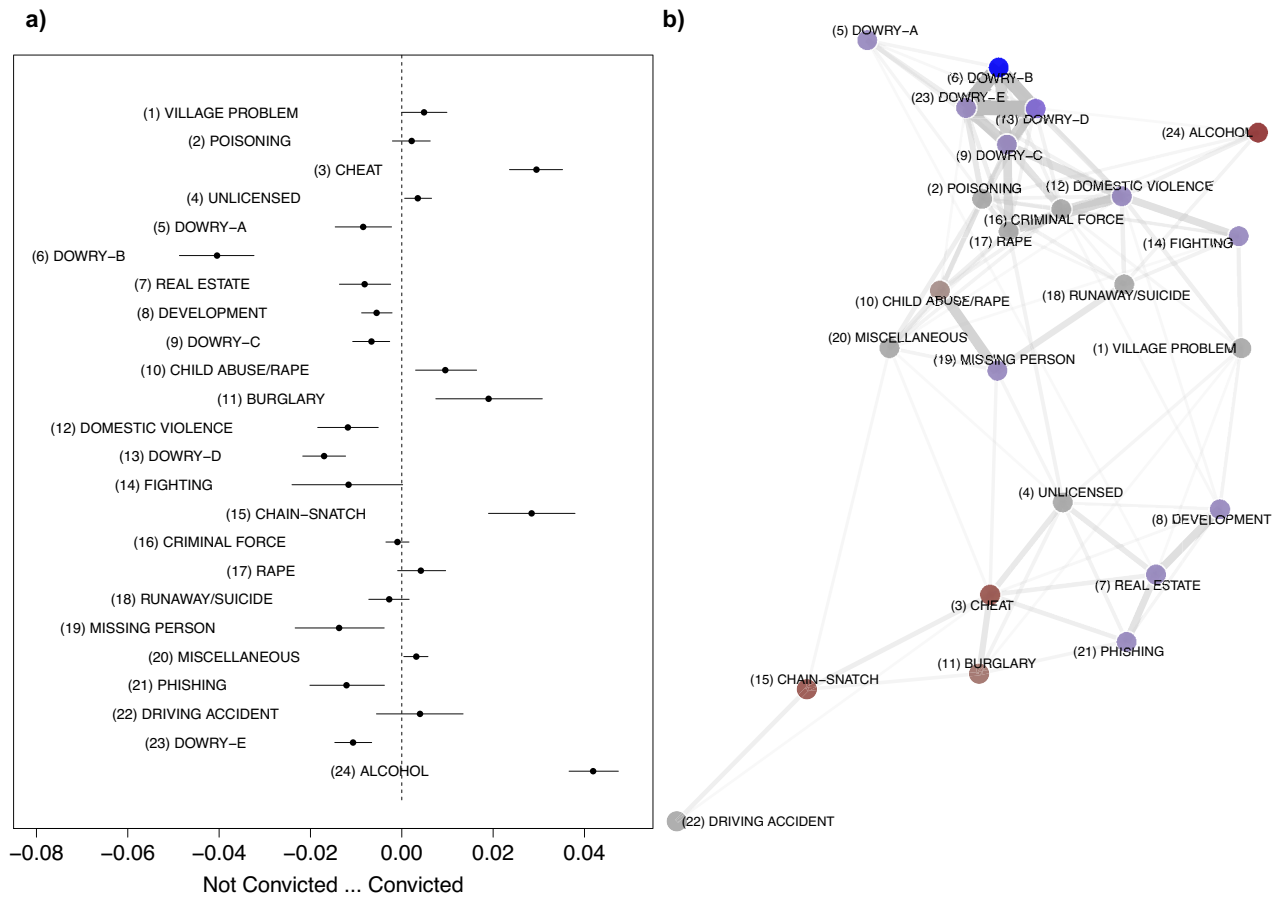 a)
(1) VILLAGE PROBLEM
(2) POISONING
(3) CHEAT
(4) UNLICENSED
(5) DOWRY−A
(6) DOWRY−B
(7) REAL ESTATE
(8) DEVELOPMENT
(9) DOWRY−C
(10) CHILD ABUSE/RAPE
(11) BURGLARY
(12) DOMESTIC VIOLENCE
(13) DOWRY−D
(14) FIGHTING
(15) CHAIN−SNATCH
(16) CRIMINAL FORCE
(17) RAPE
(18) RUNAWAY/SUICIDE
(19) MISSING PERSON
(20) MISCELLANEOUS
(21) PHISHING
(22) DRIVING ACCIDENT
(23) DOWRY−E
(24) ALCOHOL
−0.08 −0.06 −0.04 −0.02 0.00 0.02 0.04
Not Convicted ... Convicted
b)
(5) DOWRY−A
(6) DOWRY−B
(23) DOWRY−E
(13) DOWRY−D
(24) ALCOHOL
(9) DOWRY−C
(2) POISONING
(12) DOMESTIC VIOLENCE
(16) CRIMINAL FORCE
(17) RAPE
(14) FIGHTING
(10) CHILD ABUSE/RAPE
(18) RUNAWAY/SUICIDE
(20) MISCELLANEOUS
(19) MISSING PERSON
(1) VILLAGE PROBLEM
(4) UNLICENSED
(8) DEVELOPMENT
(7) REAL ESTATE
(3) CHEAT
(21) PHISHING
(11) BURGLARY
(15) CHAIN−SNATCH
(22) DRIVING ACCIDENT